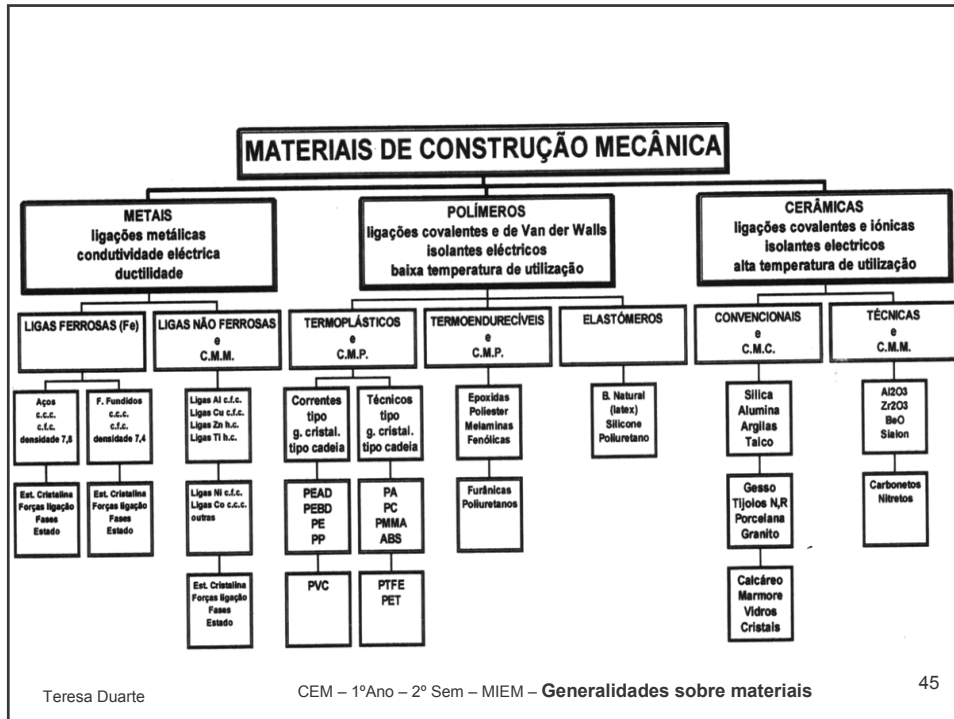 MATERIAIS DE CONSTRUÇÃO MECÂNICA
METAIS
ligações metálicas
condutividade eléctrica
ductilidade
POLÍMEROS
ligações covalentes e de Van der Walls
isolantes eléctricos
baixa temperatura de utilização
CERÂMICAS
ligações covalentes e iónicas
isolantes electricos
alta temperatura de utilização
LIGAS FERROSAS (Fe)
LIGAS NÃO FERROSAS
e
C.M.M.
TERMOPLÁSTICOS
e
C.M.P.
TERMOENDURECÍVEIS
e
C.M.P.
ELASTÓMEROS
CONVENCIONAIS
e
C.M.C.
TÉCNICAS
e
C.M.M.
Aços
c.c.c.
c.f.c.
densidade 7,8
F. Fundidos
c.c.c.
c.f.c.
densidade 7,4
Ligas Al c.f.c.
Ligas Cu c.f.c.
Ligas Zn h.c.
Ligas Ti h.c.
Correntes
tipo
g. cristal.
tipo cadeia
Técnicos
tipo
g. cristal.
tipo cadeia
Epoxidas
Poliester
Melaminas
Fenólicas
B. Natural
(latex)
Silicone
Poliuretano
Silica
Alumina
Argilas
Talco
Al2O3
Zr2O3
BeO
Sialon
Est. Cristalina
Forças ligação
Fases
Estado
Est. Cristalina
Forças ligação
Fases
Estado
Ligas Ni c.f.c.
Ligas Co c.c.c.
outras
PEAD
PEBD
PE
PP
PA
PC
PMMA
ABS
Furânicas
Poliuretanos
Gesso
Tijolos N,R
Porcelana
Granito
Carbonetos
Nitretos
Est. Cristalina
Forças ligação
Fases
Estado
PVC
PTFE
PET
Calcáreo
Marmore
Vidros
Cristais
Teresa Duarte
CEM – 1ºAno – 2º Sem – MIEM – Generalidades sobre materiais
45